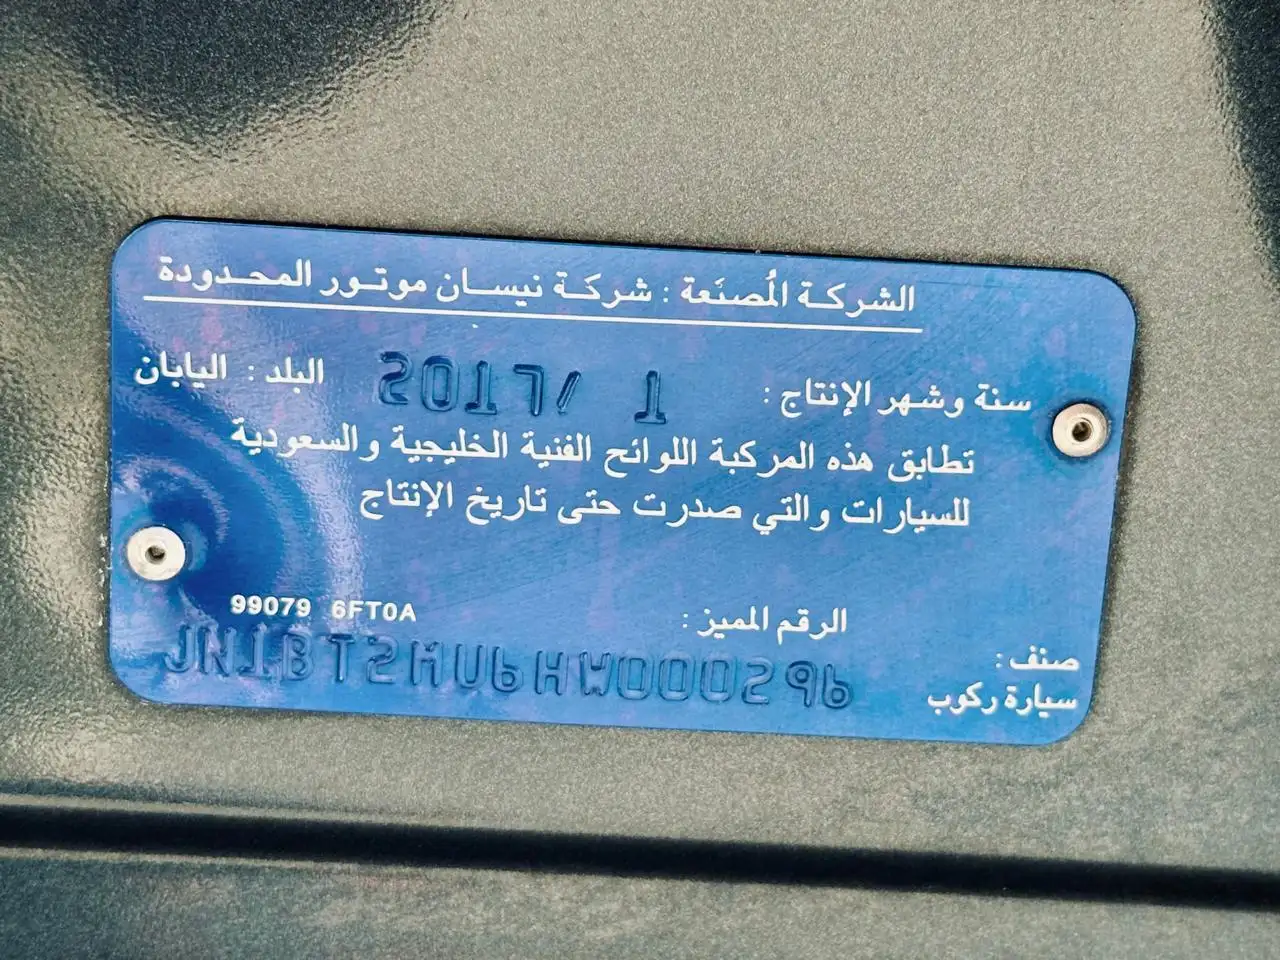 الشركة المُصنَعة : شركة نيسان موتور المحدودة
سنة وشهر الإنتاج : 2017/ 1 البلد : اليابان
تطابق هذه المركبة اللوائح الفنية الخليجية والسعودية
للسيارات والتي صدرت حتى تاريخ الإنتاج
الرقم المميز : 99079 6FT0A
JN1BT2MU6HW000296
صنف :
سيارة ركوب